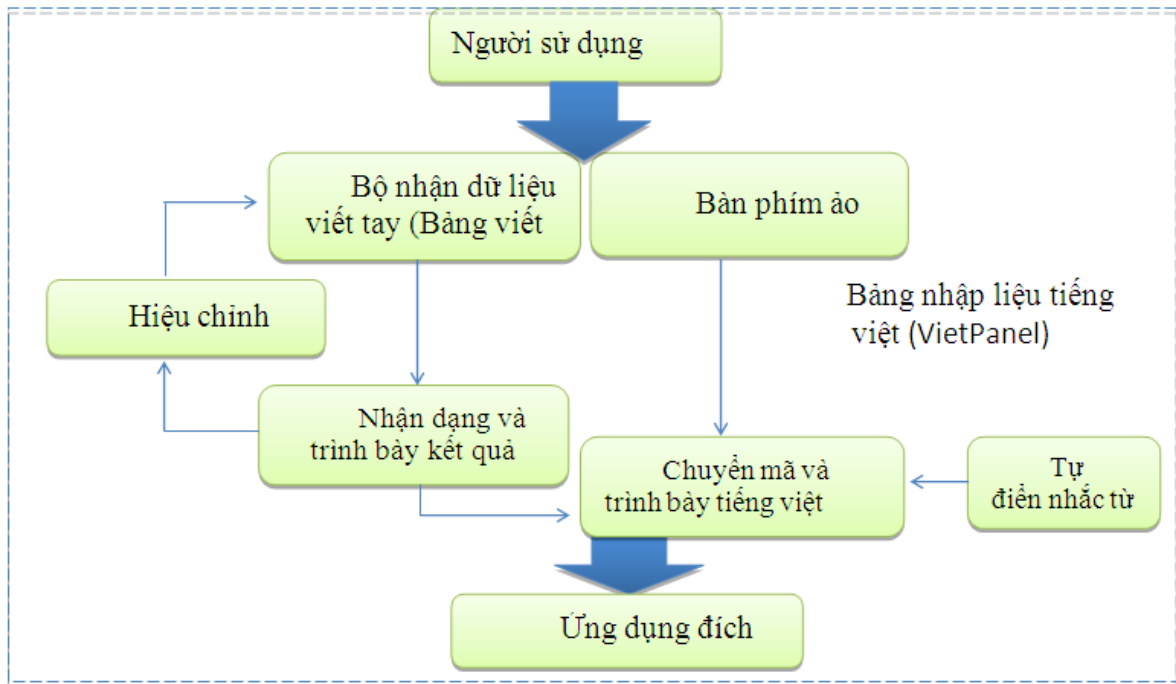 Người sử dụng
Bộ nhận dữ liệu
viết tay (Bảng viết
Bàn phím ảo
Hiệu chỉnh
Bảng nhập liệu tiếng
việt (VietPanel)
Nhận dạng và
trình bày kết quả
Chuyển mã và
trình bày tiếng việt
Tự
điển nhắc từ
Ứng dụng đích